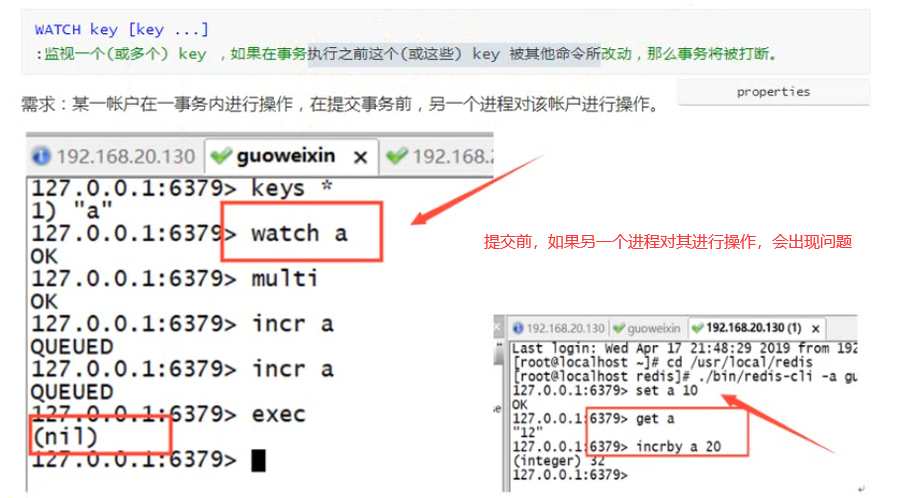 WATCH key [key ...]
:监视一个(或多个) key ，如果在事务执行之前这个(或这些) key 被其他命令所改动，那么事务将被打断。
properties
需求：某一帐户在一事务内进行操作，在提交事务前，另一个进程对该帐户进行操作。
192.168.20.130 guoweixin × 192.168.2
127.0.0.1:6379> keys *
1) "a"
127.0.0.1:6379> watch a
OK
127.0.0.1:6379> multi
OK
127.0.0.1:6379> incr a
QUEUED
127.0.0.1:6379> incr a
QUEUED
127.0.0.1:6379> exec
(nil)
127.0.0.1:6379>
提交前，如果另一个进程对其进行操作，会出现问题
192.168.20.130 guoweixin 192.168.20.130 (1) ×
Last login: Wed Apr 17 21:48:29 2019 from 192
[root@localhost ~]# cd /usr/local/redis
[root@localhost redis]# ./bin/redis-cli -a gu
127.0.0.1:6379> set a 10
OK
127.0.0.1:6379> get a
"12"
127.0.0.1:6379> incrby a 20
(integer) 32
127.0.0.1:6379>